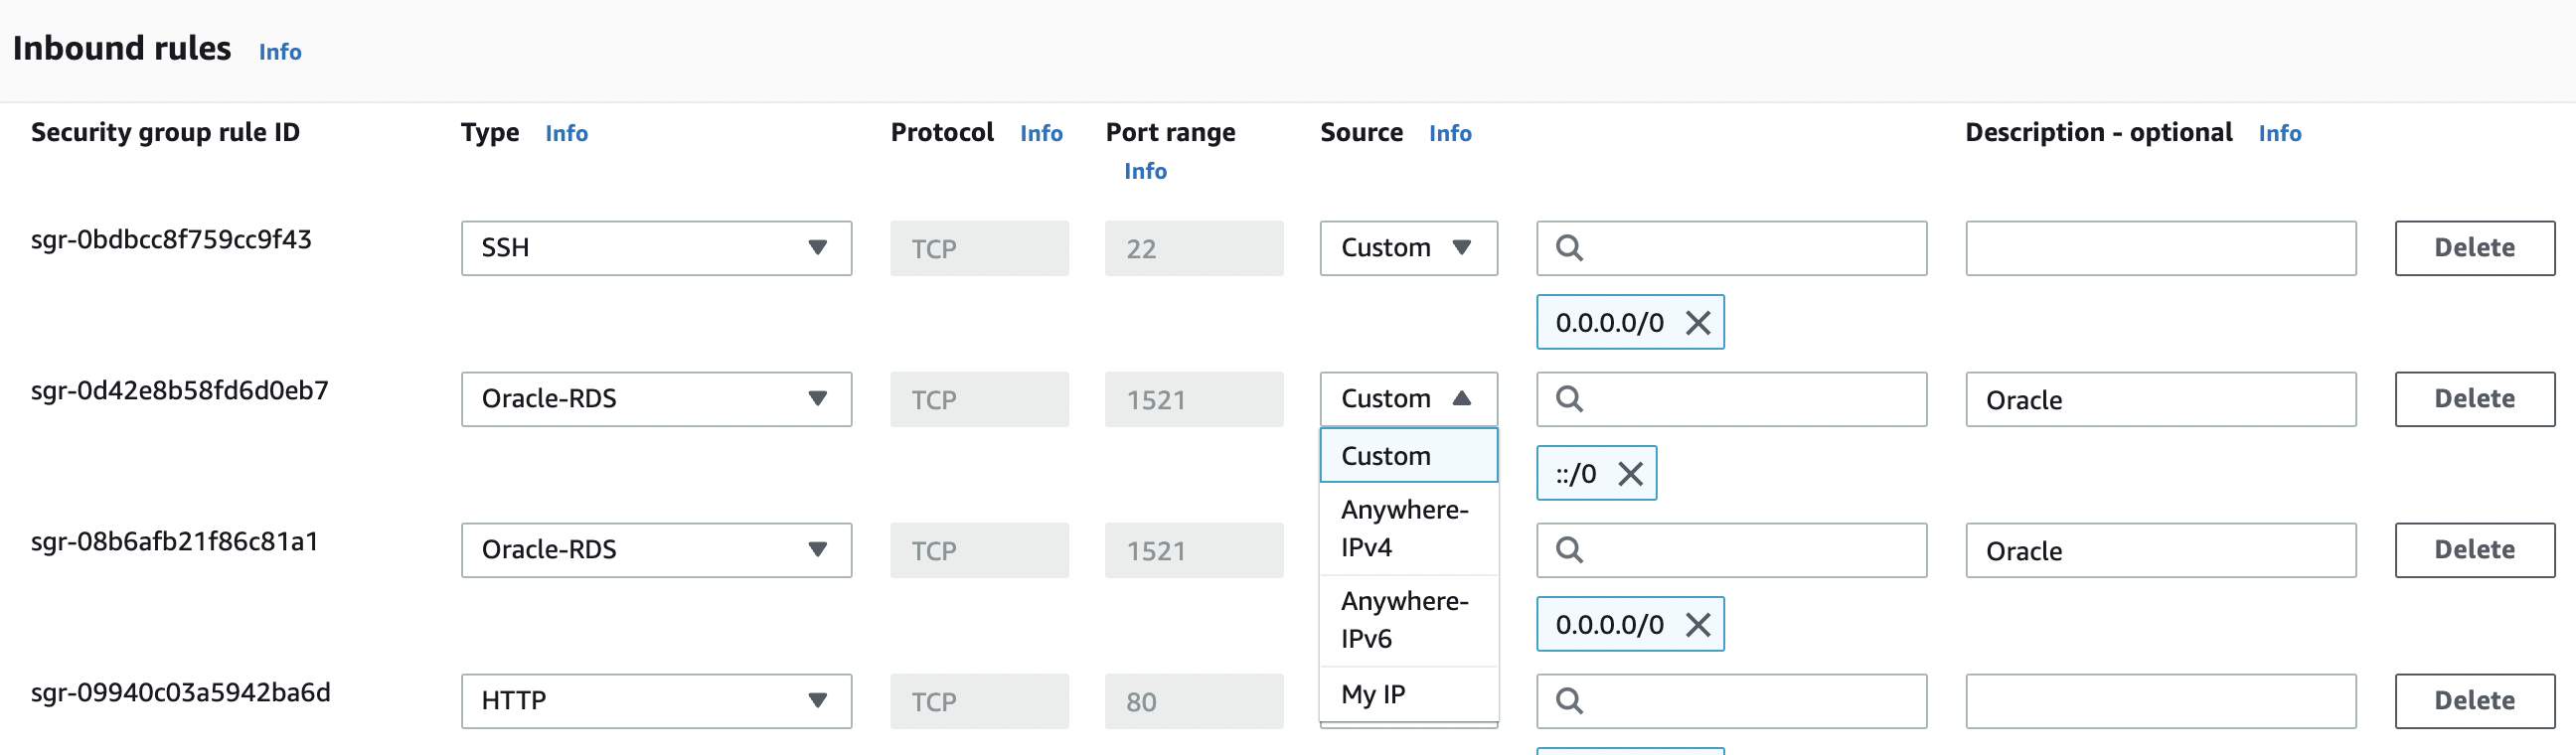 Inbound rules Info
Security group rule ID Type Info Protocol Info Port range Info Source Info Description - optional Info
sgr-0bdbcc8f759cc9f43 SSH TCP 22 Custom Delete
0.0.0.0/0
sgr-0d42e8b58fd6d0eb7 Oracle-RDS TCP 1521 Custom Oracle Delete
Custom
::/0
Anywhere-
IPv4
sgr-08b6afb21f86c81a1 Oracle-RDS TCP 1521 Oracle Delete
Anywhere-
IPv6
0.0.0.0/0
sgr-09940c03a5942ba6d HTTP TCP 80 My IP Delete